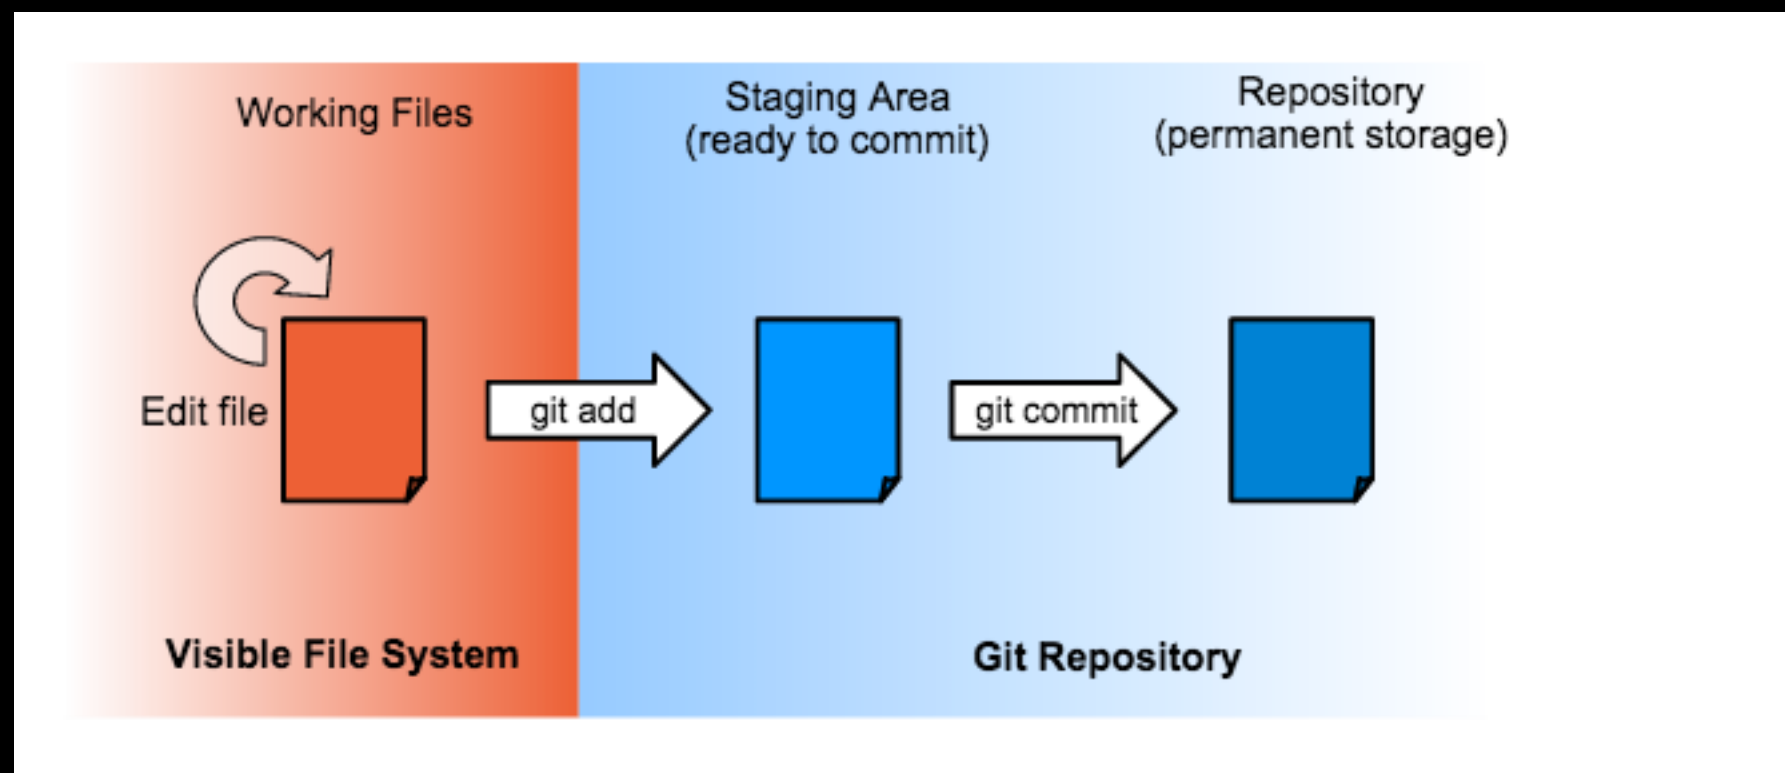 Working Files
Staging Area
(ready to commit)
Repository
(permanent storage)
Edit file
git add
git commit
Visible File System
Git Repository